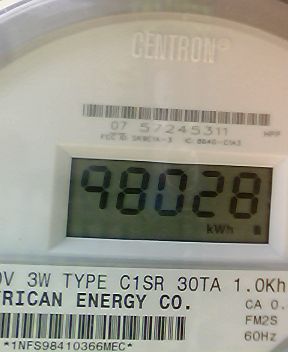 CENTRON®
07 57245311
98028
kWh
V 3W TYPE C1SR 30TA 1.0Kh
RICAN ENERGY CO.
CA 0.
FM2S
60Hz
*1NFS98410366MEC*